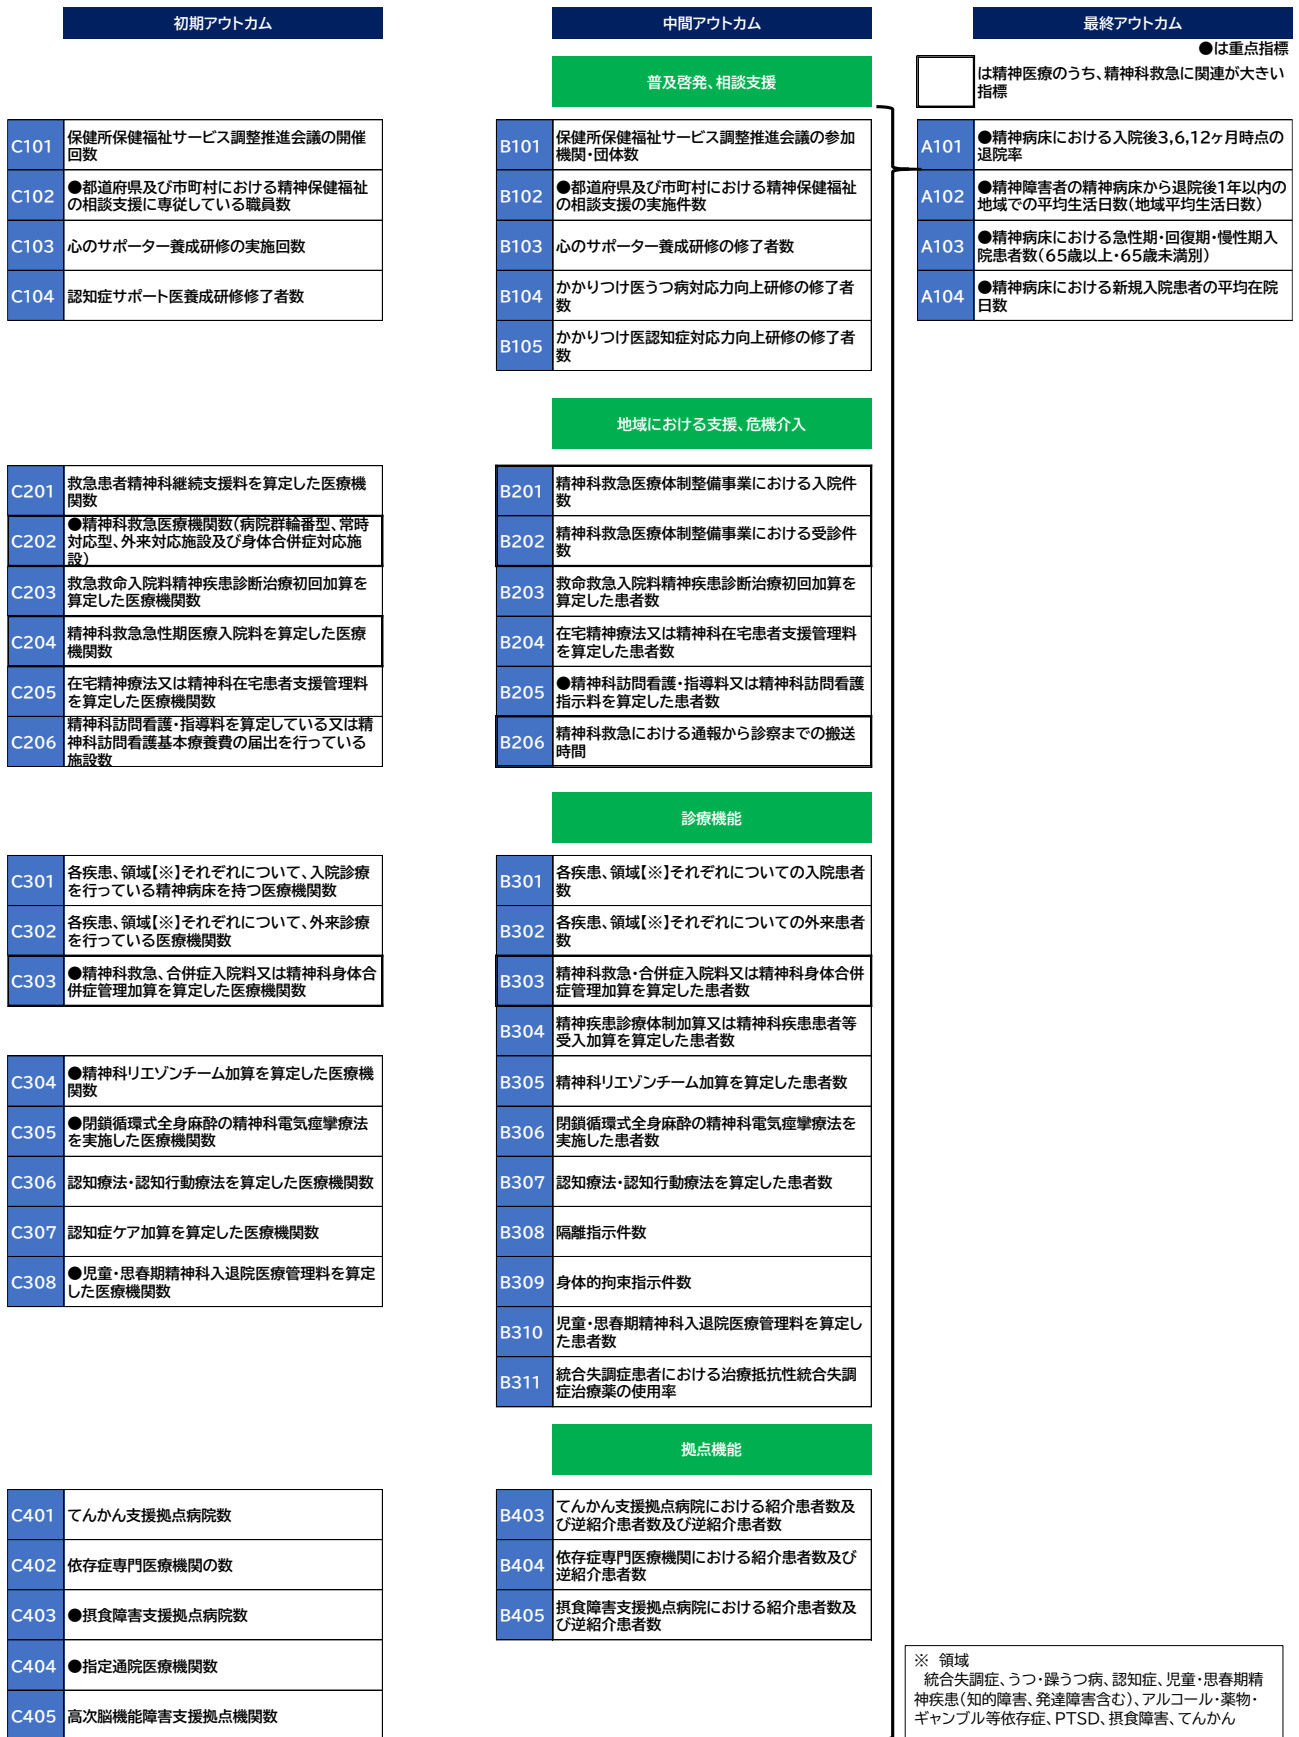 初期アウトカム
中間アウトカム
最終アウトカム
●は重点指標
は精神医療のうち、精神科救急に関連が大きい
指標
普及啓発、相談支援
C101
保健所保健福祉サービス調整推進会議の開催
回数
C102
●都道府県及び市町村における精神保健福祉
の相談支援に専従している職員数
C103
心のサポーター養成研修の実施回数
C104
認知症サポート医養成研修修了者数
B101
保健所保健福祉サービス調整推進会議の参加
機関・団体数
B102
●都道府県及び市町村における精神保健福祉
の相談支援の実施件数
B103
心のサポーター養成研修の修了者数
B104
かかりつけ医うつ病対応力向上研修の修了者
数
B105
かかりつけ医認知症対応力向上研修の修了者
数
A101
●精神病床における入院後3,6,12ヶ月時点の
退院率
A102
●精神障害者の精神病床から退院後1年以内の
地域での平均生活日数(地域平均生活日数)
A103
●精神病床における急性期・回復期・慢性期入
院患者数(65歳以上・65歳未満別)
A104
●精神病床における新規入院患者の平均在院
日数
地域における支援、危機介入
C201
救急患者精神科継続支援料を算定した医療機
関数
C202
●精神科救急医療機関数(病院群輪番型、常時
対応型、外来対応施設及び身体合併症対応施
設)
C203
救急救命入院料精神疾患診断治療初回加算を
算定した医療機関数
C204
精神科救急急性期医療入院料を算定した医療
機関数
C205
在宅精神療法又は精神科在宅患者支援管理料
を算定した医療機関数
C206
精神科訪問看護・指導料を算定している又は精
神科訪問看護基本療養費の届出を行っている
施設数
B201
精神科救急医療体制整備事業における入院件
数
B202
精神科救急医療体制整備事業における受診件
数
B203
救命救急入院料精神疾患診断治療初回加算を
算定した患者数
B204
在宅精神療法又は精神科在宅患者支援管理料
を算定した患者数
B205
●精神科訪問看護・指導料又は精神科訪問看護
指示料を算定した患者数
B206
精神科救急における通報から診察までの搬送
時間
診療機能
C301
各疾患、領域【※】それぞれについて、入院診療
を行っている精神病床を持つ医療機関数
C302
各疾患、領域【※】それぞれについて、外来診療
を行っている医療機関数
C303
●精神科救急、合併症入院料又は精神科身体合
併症管理加算を算定した医療機関数
C304
●精神科リエゾンチーム加算を算定した医療機
関数
C305
●閉鎖循環式全身麻酔の精神科電気痙攣療法
を実施した医療機関数
C306
認知療法・認知行動療法を算定した医療機関数
C307
認知症ケア加算を算定した医療機関数
C308
●児童・思春期精神科入退院医療管理料を算定
した医療機関数
B301
各疾患、領域【※】それぞれについての入院患者
数
B302
各疾患、領域【※】それぞれについての外来患者
数
B303
精神科救急・合併症入院料又は精神科身体合併
症管理加算を算定した患者数
B304
精神疾患診療体制加算又は精神科疾患患者等
受入加算を算定した患者数
B305
精神科リエゾンチーム加算を算定した患者数
B306
閉鎖循環式全身麻酔の精神科電気痙攣療法を
実施した患者数
B307
認知療法・認知行動療法を算定した患者数
B308
隔離指示件数
B309
身体的拘束指示件数
B310
児童・思春期精神科入退院医療管理料を算定し
た患者数
B311
統合失調症患者における治療抵抗性統合失調
症治療薬の使用率
拠点機能
C401
てんかん支援拠点病院数
C402
依存症専門医療機関の数
C403
●摂食障害支援拠点病院数
C404
●指定通院医療機関数
C405
高次脳機能障害支援拠点機関数
B403
てんかん支援拠点病院における紹介患者数及
び逆紹介患者数及び逆紹介患者数
B404
依存症専門医療機関における紹介患者数及び
逆紹介患者数
B405
摂食障害支援拠点病院における紹介患者数及
び逆紹介患者数
※ 領域
統合失調症、うつ・躁うつ病、認知症、児童・思春期精
神疾患(知的障害、発達障害含む)、アルコール・薬物・
ギャンブル等依存症、PTSD、摂食障害、てんかん